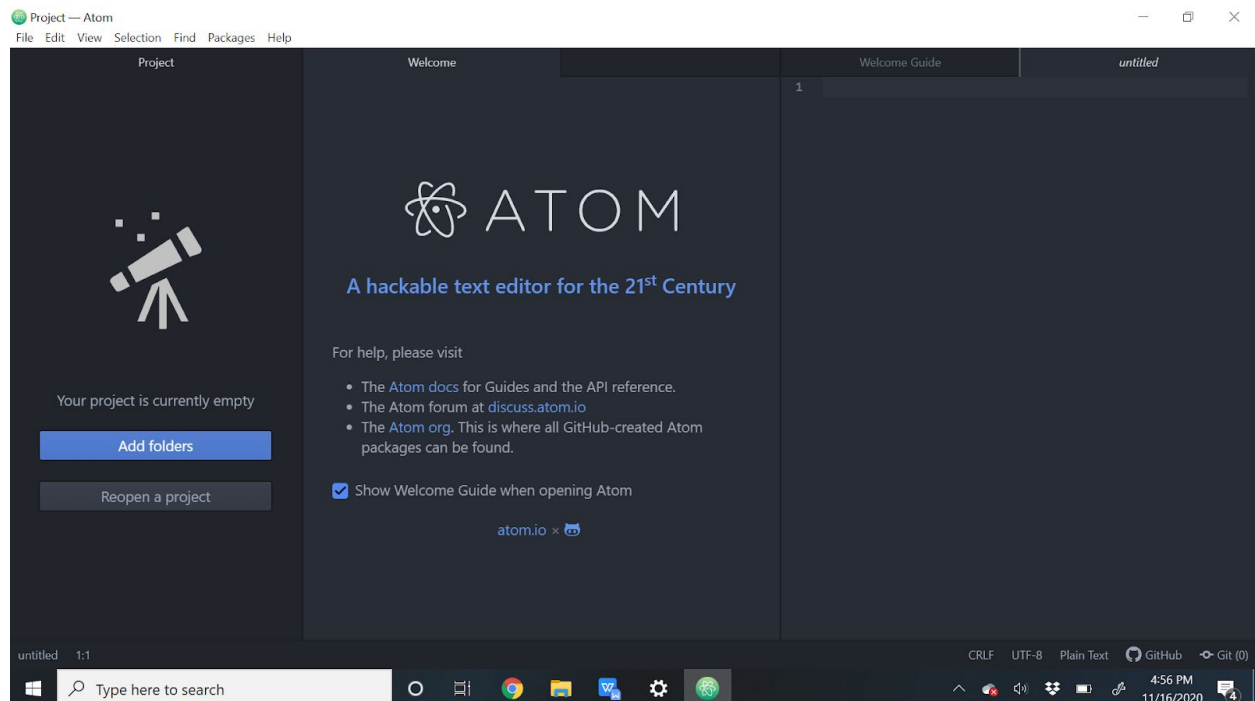 Project — Atom
File Edit View Selection Find Packages Help
Project
Welcome
Welcome Guide
untitled
1
ATOM
A hackable text editor for the 21st Century
For help, please visit
• The Atom docs for Guides and the API reference.
• The Atom forum at discuss.atom.io
• The Atom org. This is where all GitHub-created Atom
packages can be found.
Show Welcome Guide when opening Atom
atom.io ×
Your project is currently empty
Add folders
Reopen a project
untitled 1:1
CRLF UTF-8 Plain Text GitHub Git (0)
Type here to search
W
4:56 PM
11/16/2020
4